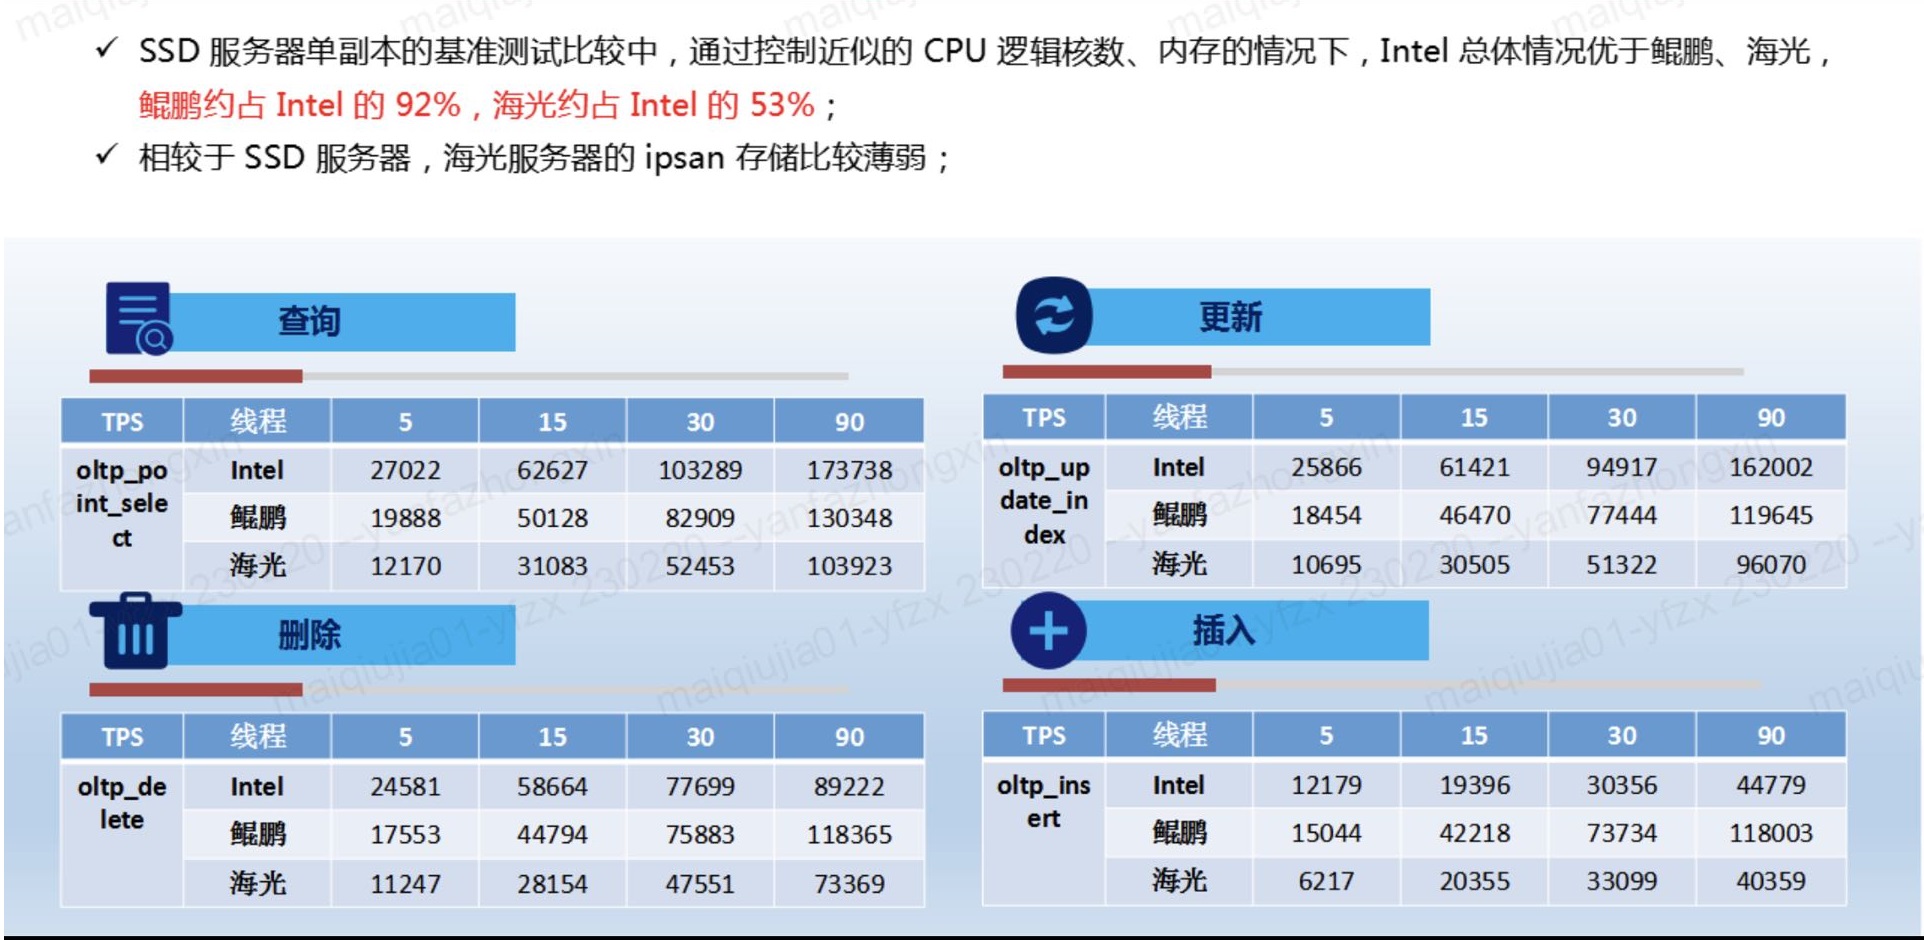 ✓ SSD 服务器单副本的基准测试比较中，通过控制近似的 CPU 逻辑核数、内存的情况下，Intel 总体情况优于鲲鹏、海光，
鲲鹏约占 Intel 的 92%，海光约占 Intel 的 53%；
✓ 相较于 SSD 服务器，海光服务器的 ipsan 存储比较薄弱；
查询
TPS 线程 5 15 30 90
oltp_point_select Intel 27022 62627 103289 173738
鲲鹏 19888 50128 82909 130348
海光 12170 31083 52453 103923
更新
TPS 线程 5 15 30 90
oltp_update_index Intel 25866 61421 94917 162002
鲲鹏 18454 46470 77444 119645
海光 10695 30505 51322 96070
删除
TPS 线程 5 15 30 90
oltp_delete Intel 24581 58664 77699 89222
鲲鹏 17553 44794 75883 118365
海光 11247 28154 47551 73369
插入
TPS 线程 5 15 30 90
oltp_insert Intel 12179 19396 30356 44779
鲲鹏 15044 42218 73734 118003
海光 6217 20355 33099 40359
maiqiujia01-yfzx 230220 --yanfazhongxin